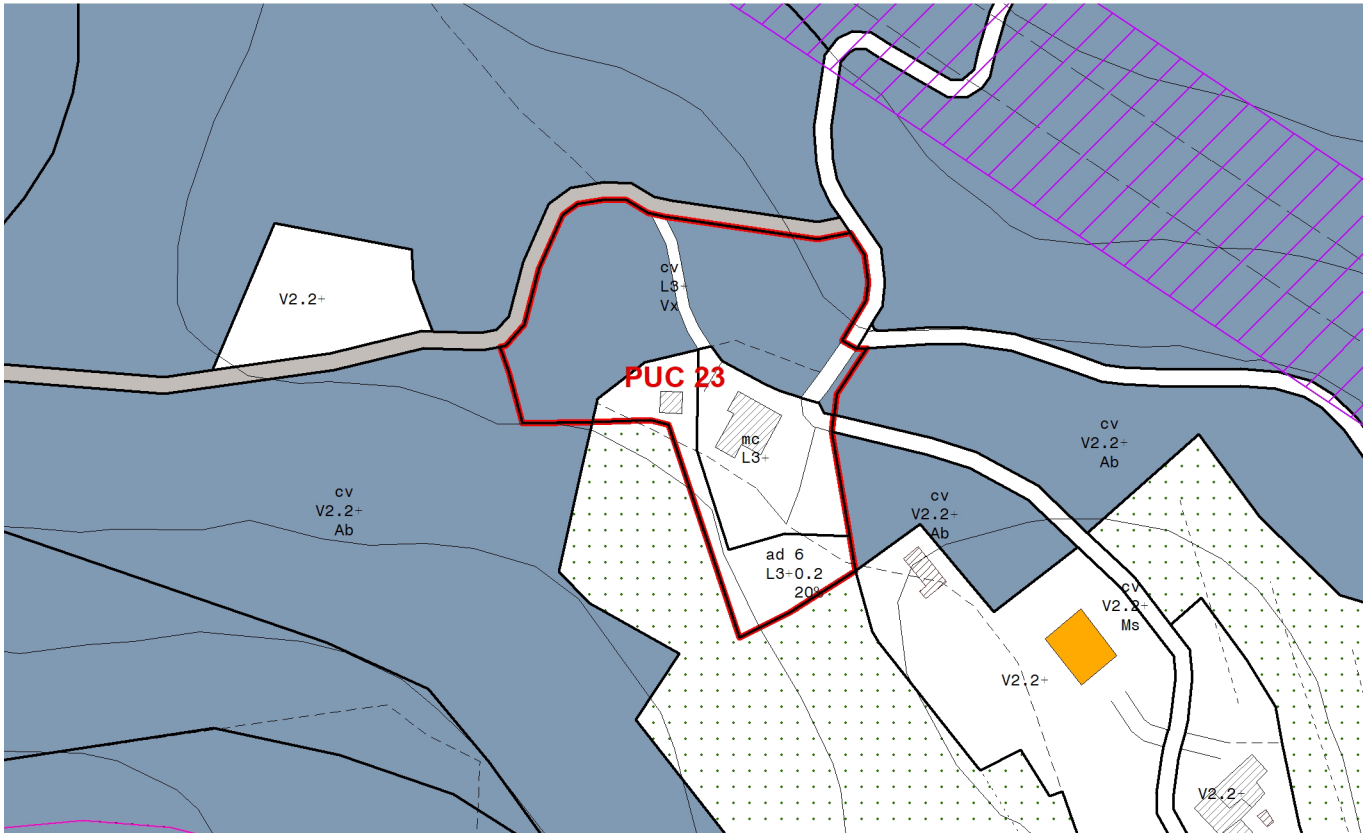 cv
L3+
Vx
V2.2+
PUC 23
mc
L3+
cv
V2.2+
Ab
cv
V2.2+
Ab
cv
V2.2+
Ab
ad 6
L3+0.2
20%
cv
V2.2+
Ms
V2.2+
V2.2+